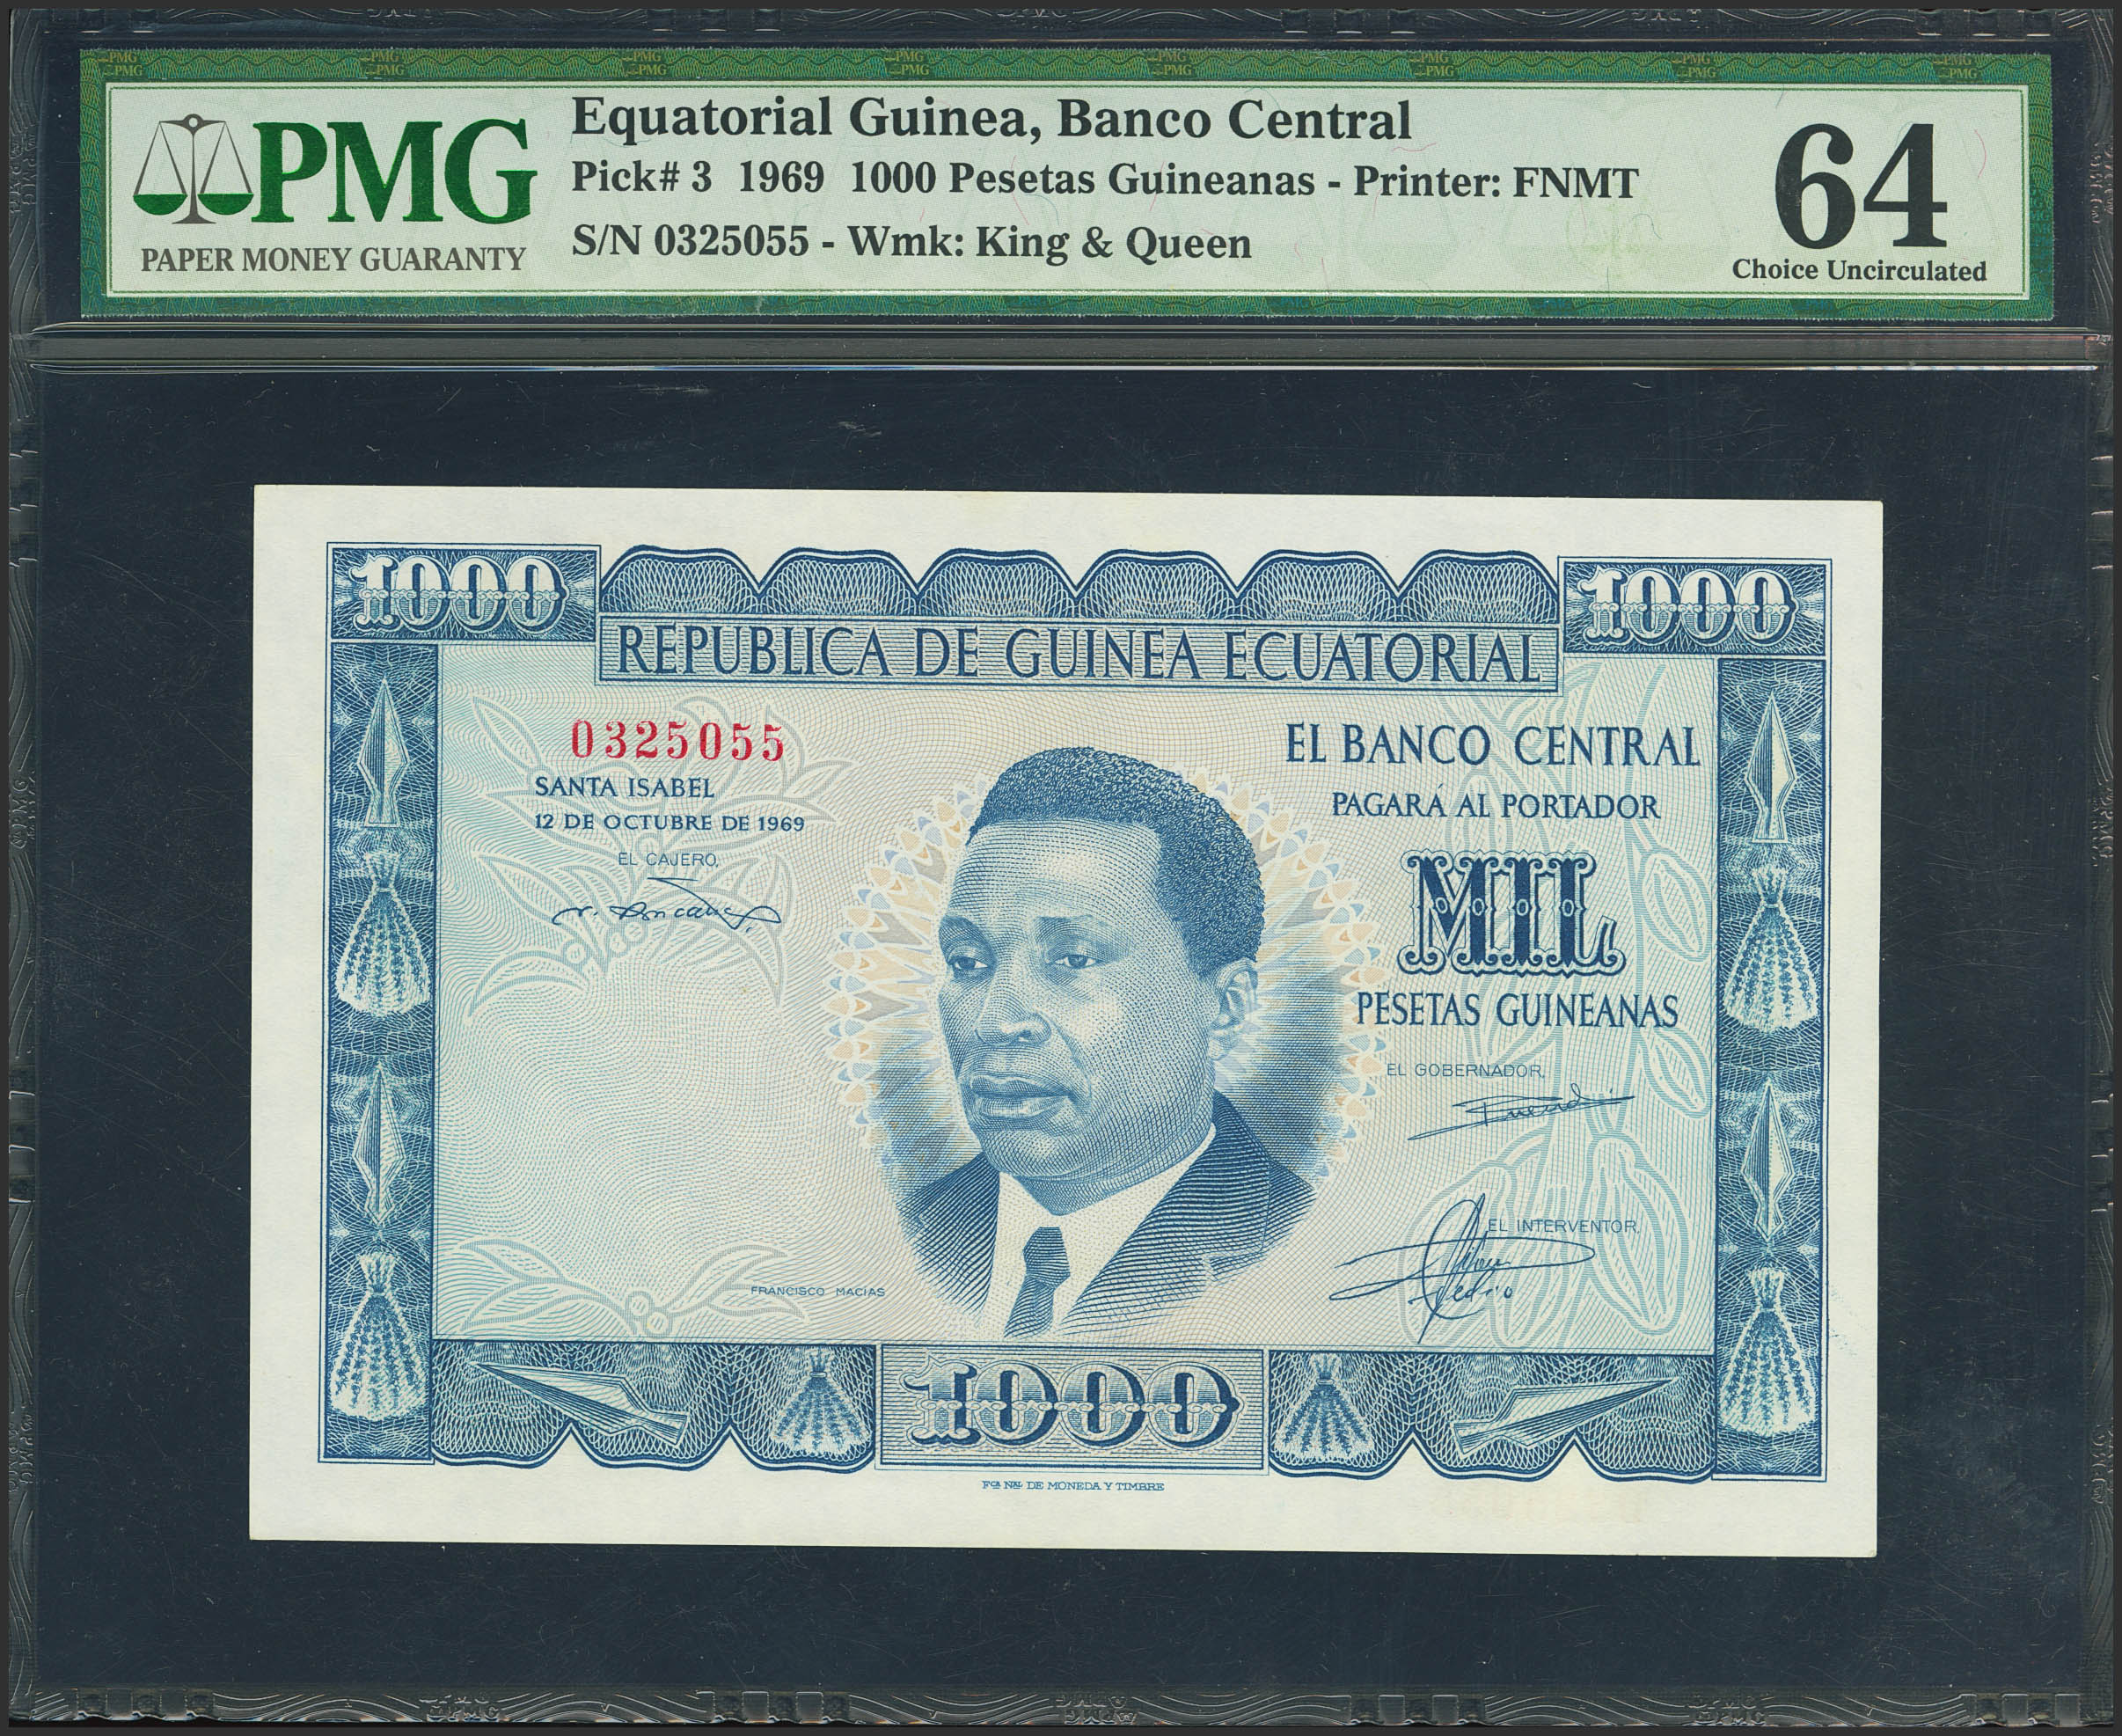 PMG
PAPER MONEY GUARANTY
Equatorial Guinea, Banco Central
Pick# 3 1969 1000 Pesetas Guineanas - Printer: FNMT
S/N 0325055 - Wmk: King & Queen
64
Choice Uncirculated
1000
1000
REPUBLICA DE GUINEA ECUATORIAL
0325055
SANTA ISABEL
12 DE OCTUBRE DE 1969
EL CAJERO,
EL BANCO CENTRAL
PAGARÁ AL PORTADOR
MIL
PESETAS GUINEANAS
EL GOBERNADOR,
EL INTERVENTOR,
FRANCISCO MACIAS
1000
Fca Nal DE MONEDA Y TIMBRE